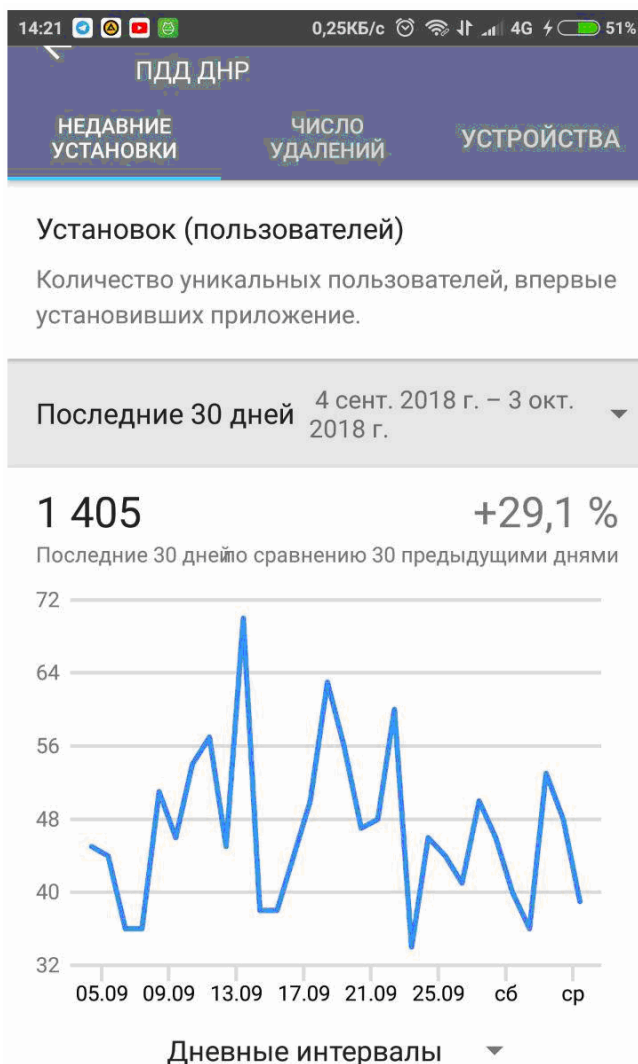 14:21 0,25КБ/с 4G 51%
ПДД ДНР
НЕДАВНИЕ УСТАНОВКИ
ЧИСЛО УДАЛЕНИЙ
УСТРОЙСТВА
Установок (пользователей)
Количество уникальных пользователей, впервые
установивших приложение.
Последние 30 дней
4 сент. 2018 г. – 3 окт.
2018 г.
1 405
+29,1 %
Последние 30 дней
по сравнению 30 предыдущими днями
72
64
56
48
40
32
05.09 09.09 13.09 17.09 21.09 25.09 сб ср
Дневные интервалы